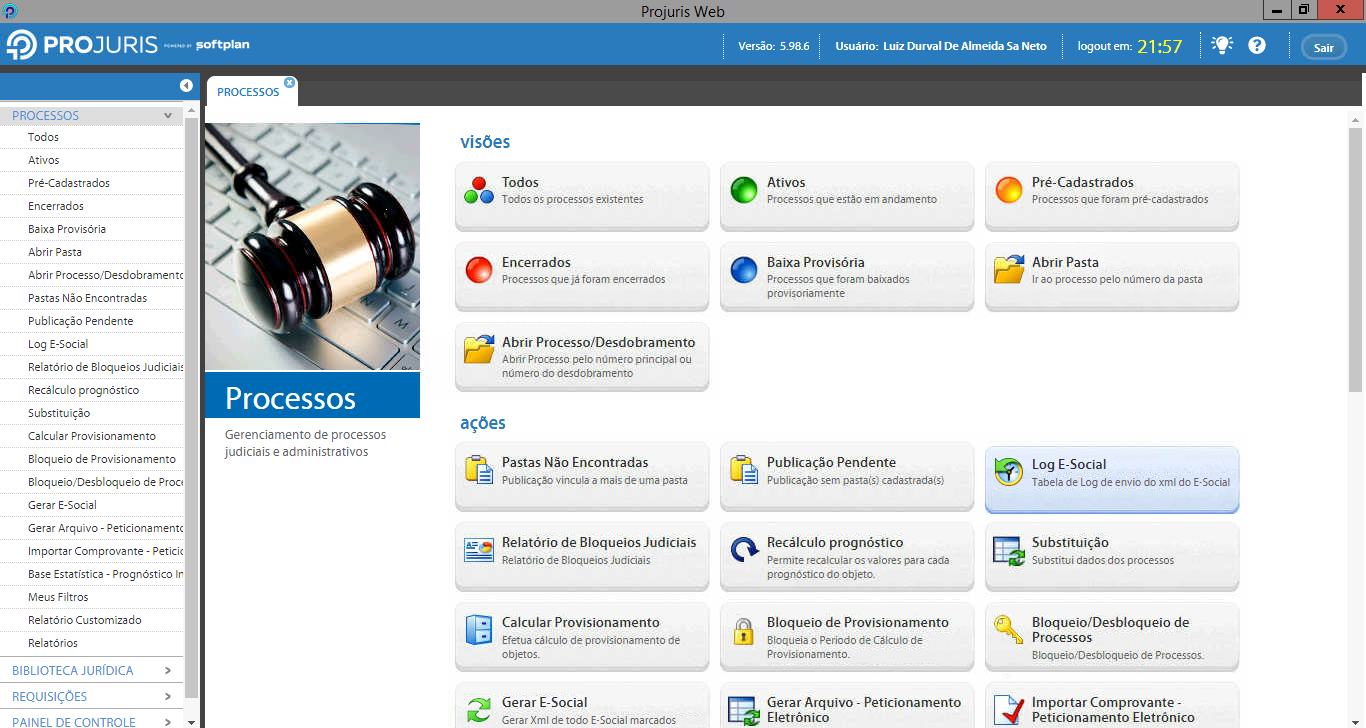 Projuris Web
PROJURIS POWERED BY softplan
Versão: 5.98.6
Usuário: Luiz Durval De Almeida Sa Neto
logout em: 21:57
Sair
PROCESSOS
PROCESSOS
Todos
Ativos
Pré-Cadastrados
Encerrados
Baixa Provisória
Abrir Pasta
Abrir Processo/Desdobramento
Pastas Não Encontradas
Publicação Pendente
Log E-Social
Relatório de Bloqueios Judiciais
Recálculo prognóstico
Substituição
Calcular Provisionamento
Bloqueio de Provisionamento
Bloqueio/Desbloqueio de Proce
Gerar E-Social
Gerar Arquivo - Peticionamento
Importar Comprovante - Petici
Base Estatística - Prognóstico In
Meus Filtros
Relatório Customizado
Relatórios
BIBLIOTECA JURÍDICA
REQUISIÇÕES
PAINEL DE CONTROLE
Processos
Gerenciamento de processos
judiciais e administrativos
visões
Todos
Todos os processos existentes
Ativos
Processos que estão em andamento
Pré-Cadastrados
Processos que foram pré-cadastrados
Encerrados
Processos que já foram encerrados
Baixa Provisória
Processos que foram baixados
provisoriamente
Abrir Pasta
Ir ao processo pelo número da pasta
Abrir Processo/Desdobramento
Abrir Processo pelo número principal ou
número do desdobramento
ações
Pastas Não Encontradas
Publicação vincula a mais de uma pasta
Publicação Pendente
Publicação sem pasta(s) cadastrada(s)
Log E-Social
Tabela de Log de envio do xml do E-Social
Relatório de Bloqueios Judiciais
Relatório de Bloqueios Judiciais
Recálculo prognóstico
Permite recalcular os valores para cada
prognóstico do objeto.
Substituição
Substitui dados dos processos
Calcular Provisionamento
Efetua cálculo de provisionamento de
objetos.
Bloqueio de Provisionamento
Bloqueia o Período de Cálculo de
Provisionamento.
Bloqueio/Desbloqueio de
Processos
Bloqueio/Desbloqueio de Processos.
Gerar E-Social
Gerar Xml de todo E-Social marcados
Gerar Arquivo - Peticionamento
Eletrônico
Importar Comprovante -
Peticionamento Eletrônico